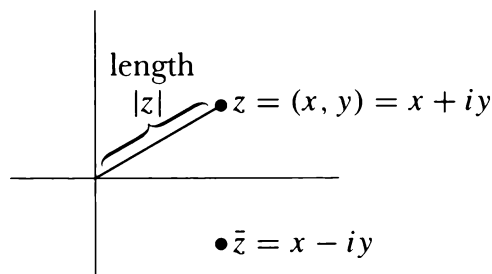 length
|z|
z = (x, y) = x + iy
z̄ = x − iy